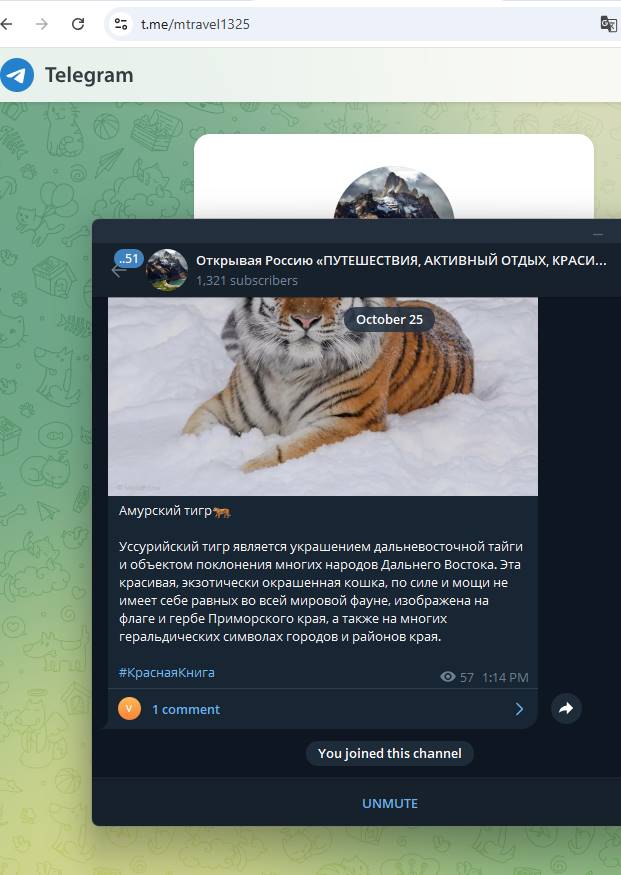 t.me/mtravel1325
Telegram
..51
Открывая Россию «ПУТЕШЕСТВИЯ, АКТИВНЫЙ ОТДЫХ, КРАСИ...
1,321 subscribers
October 25
Амурский тигр🐅
Уссурийский тигр является украшением дальневосточной тайги
и объектом поклонения многих народов Дальнего Востока. Эта
красивая, экзотически окрашенная кошка, по силе и мощи не
имеет себе равных во всей мировой фауне, изображена на
флаге и гербе Приморского края, а также на многих
геральдических символах городов и районов края.
#КраснаяКнига
57 1:14 PM
V
1 comment
You joined this channel
UNMUTE